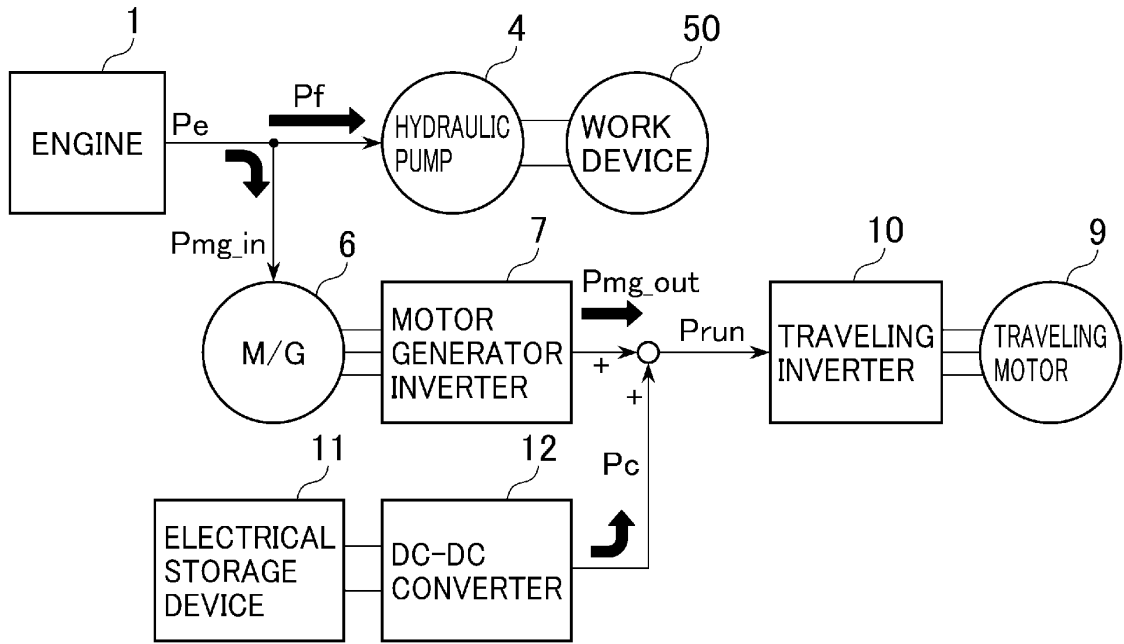 1
4
50
ENGINE
Pe
Pf
HYDRAULIC
PUMP
WORK
DEVICE
Pmg_in
6
7
Pmg_out
10
9
M/G
MOTOR
GENERATOR
INVERTER
+
+
Prun
TRAVELING
INVERTER
TRAVELING
MOTOR
11
12
Pc
ELECTRICAL
STORAGE
DEVICE
DC-DC
CONVERTER